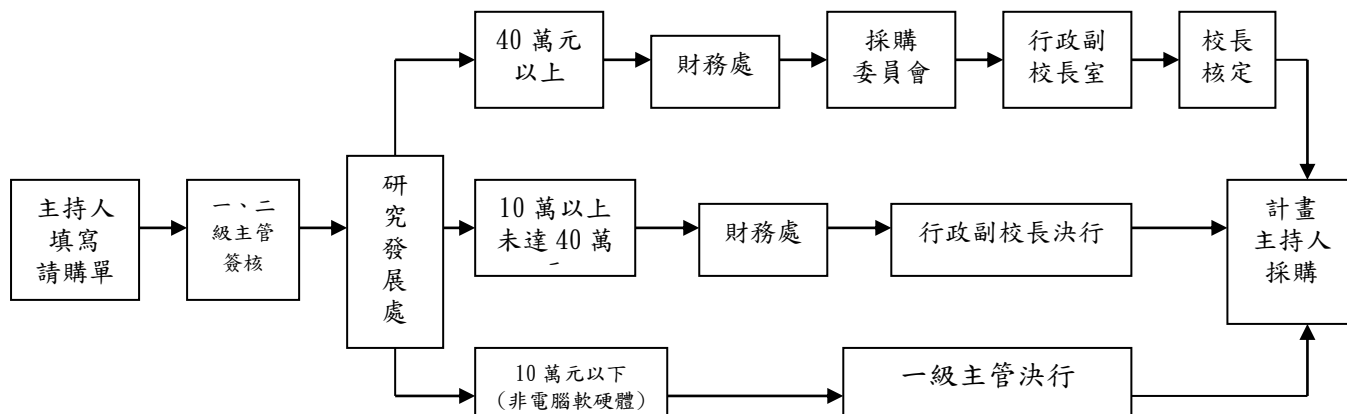 主持人
填寫
請購單
一、二
級主管
簽核
研
究
發
展
處
40 萬元
以上
財務處
採購
委員會
行政副
校長室
校長
核定
10 萬以上
未達 40 萬
財務處
行政副校長決行
10 萬元以下
（非電腦軟硬體）
一級主管決行
計畫
主持人
採購